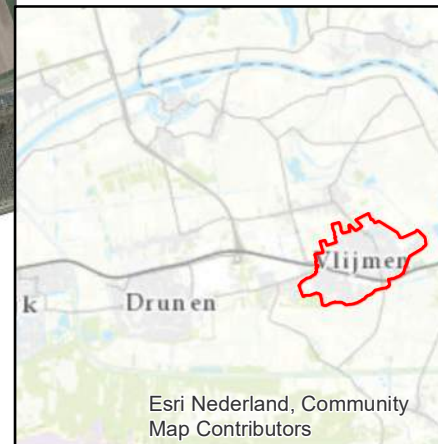 Vlijmen
k
Drunen
Esri Nederland, Community
Map Contributors